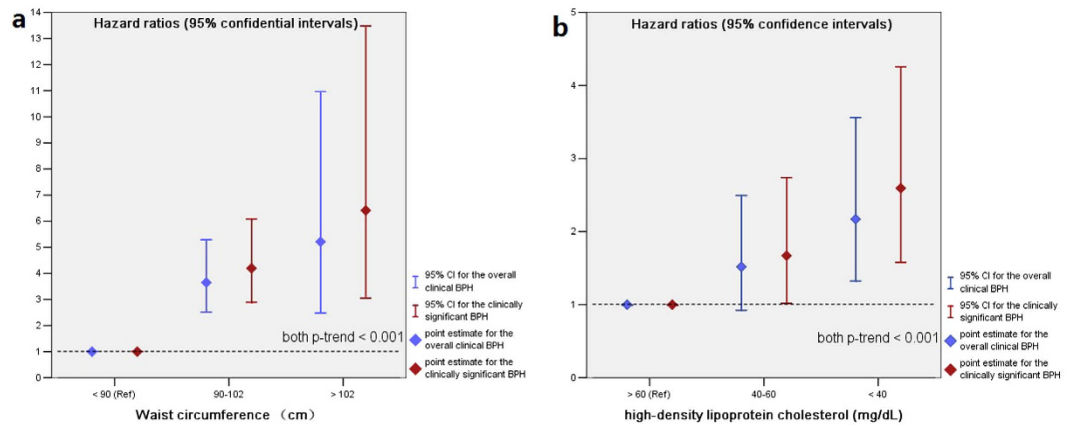 a
Hazard ratios (95% confidential intervals)
14
13
12
11
10
9
8
7
6
5
4
3
2
1
0
both p-trend < 0.001
< 90 (Ref)
90-102
> 102
Waist circumference （cm）
95% CI for the overall
clinical BPH
95% CI for the clinically
significant BPH
point estimate for the
overall clinical BPH
point estimate for the
clinically significant BPH
b
Hazard ratios (95% confidence intervals)
5
4
3
2
1
0
both p-trend < 0.001
> 60 (Ref)
40-60
< 40
high-density lipoprotein cholesterol (mg/dL)
95% CI for the overall
clinical BPH
95% CI for the clinically
significant BPH
point estimate for the
overall clinical BPH
point estimate for the
clinically significant BPH